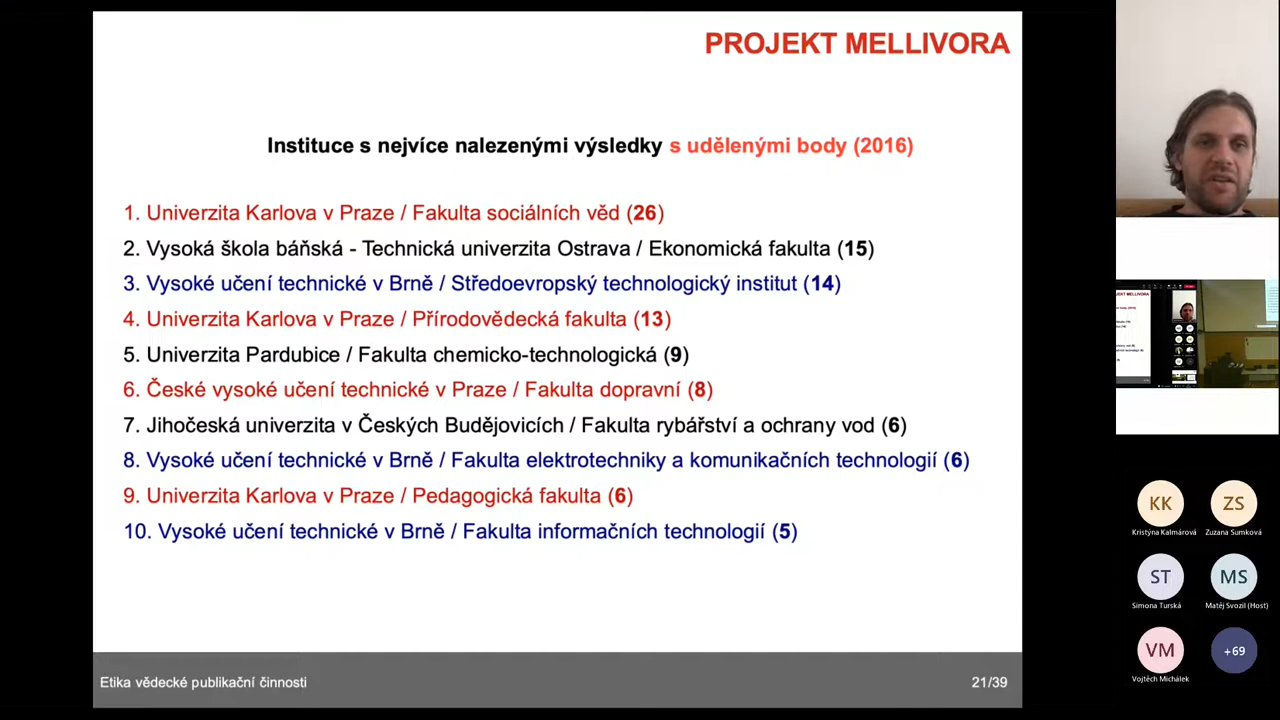 PROJEKT MELLIVORA
Instituce s nejvíce nalezenými výsledky s udělenými body (2016)
1. Univerzita Karlova v Praze / Fakulta sociálních věd (26)
2. Vysoká škola báňská - Technická univerzita Ostrava / Ekonomická fakulta (15)
3. Vysoké učení technické v Brně / Středoevropský technologický institut (14)
4. Univerzita Karlova v Praze / Přírodovědecká fakulta (13)
5. Univerzita Pardubice / Fakulta chemicko-technologická (9)
6. České vysoké učení technické v Praze / Fakulta dopravní (8)
7. Jihočeská univerzita v Českých Budějovicích / Fakulta rybářství a ochrany vod (6)
8. Vysoké učení technické v Brně / Fakulta elektrotechniky a komunikačních technologií (6)
9. Univerzita Karlova v Praze / Pedagogická fakulta (6)
10. Vysoké učení technické v Brně / Fakulta informačních technologií (5)
Etika vědecké publikační činnosti
21/39
PROJEKT MELLIVORA
KK
ZS
Kristýna Kalmárová
Zuzana Sumková
ST
MS
Simona Turská
Matěj Svozil (Host)
VM
+69
Vojtěch Michálek